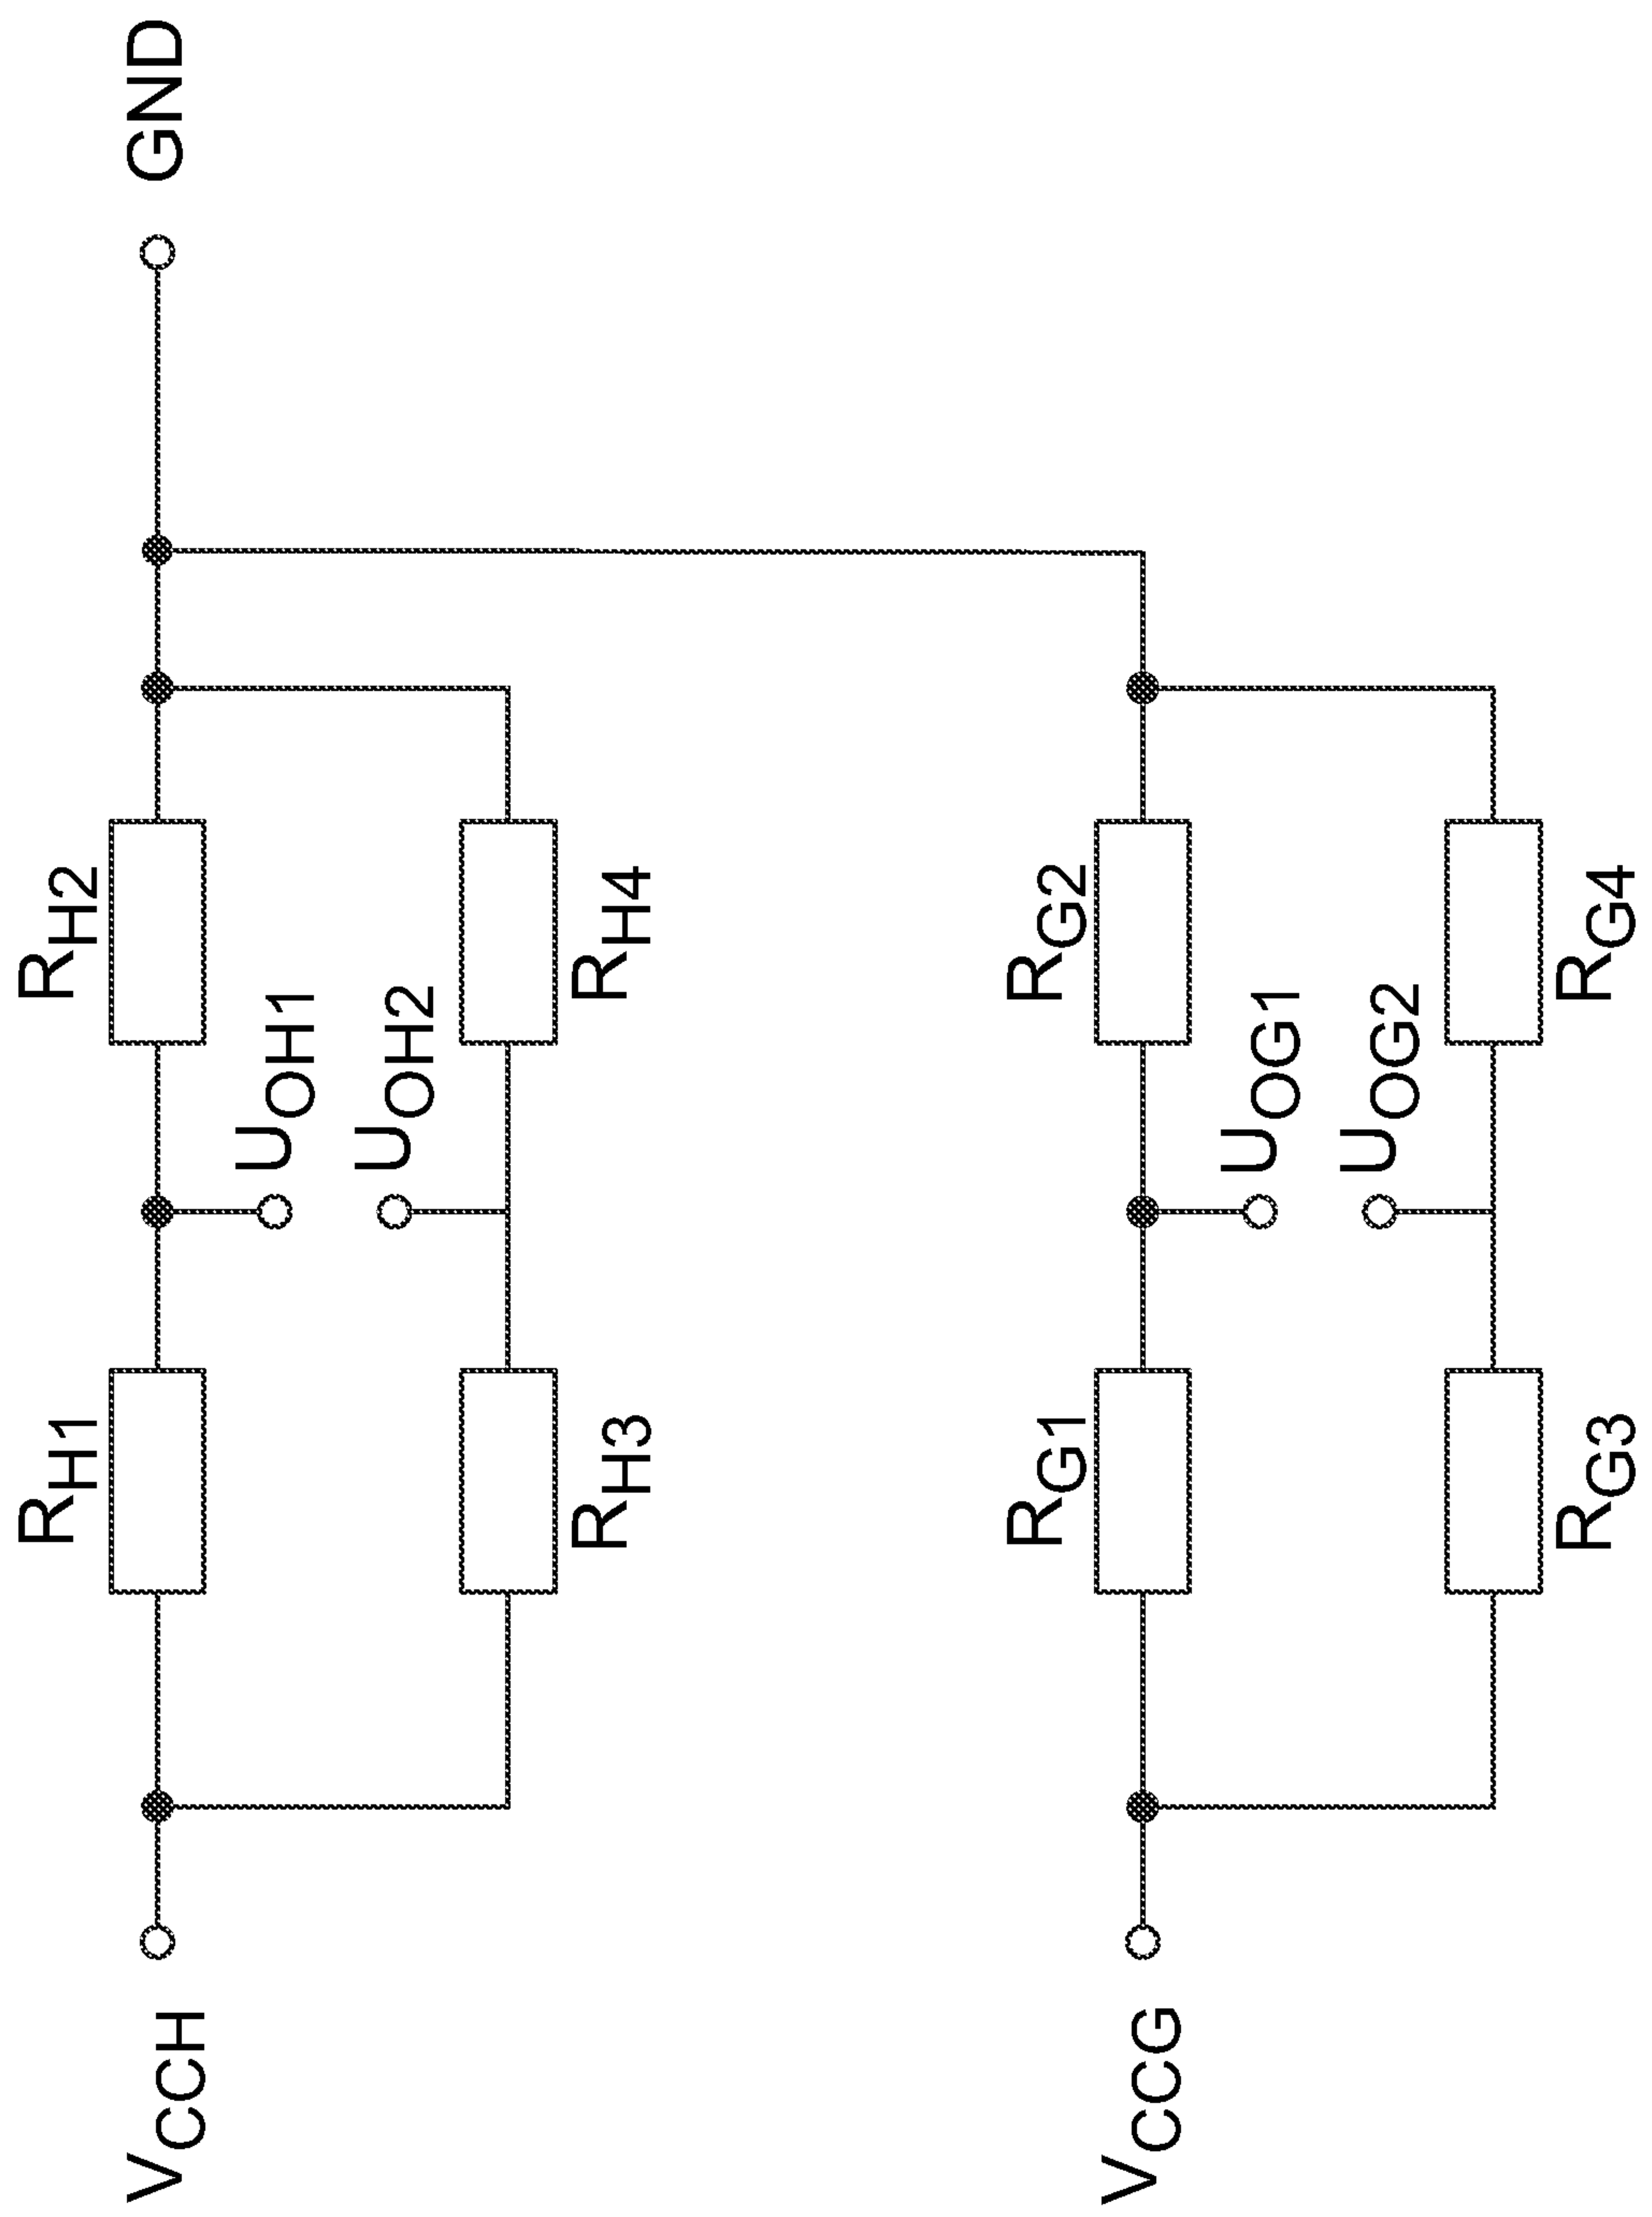 GND
R_H2
R_H4
U_OH1
U_OH2
R_H1
R_H3
V_CCH
R_G2
R_G4
U_OG1
U_OG2
R_G1
R_G3
V_CCG